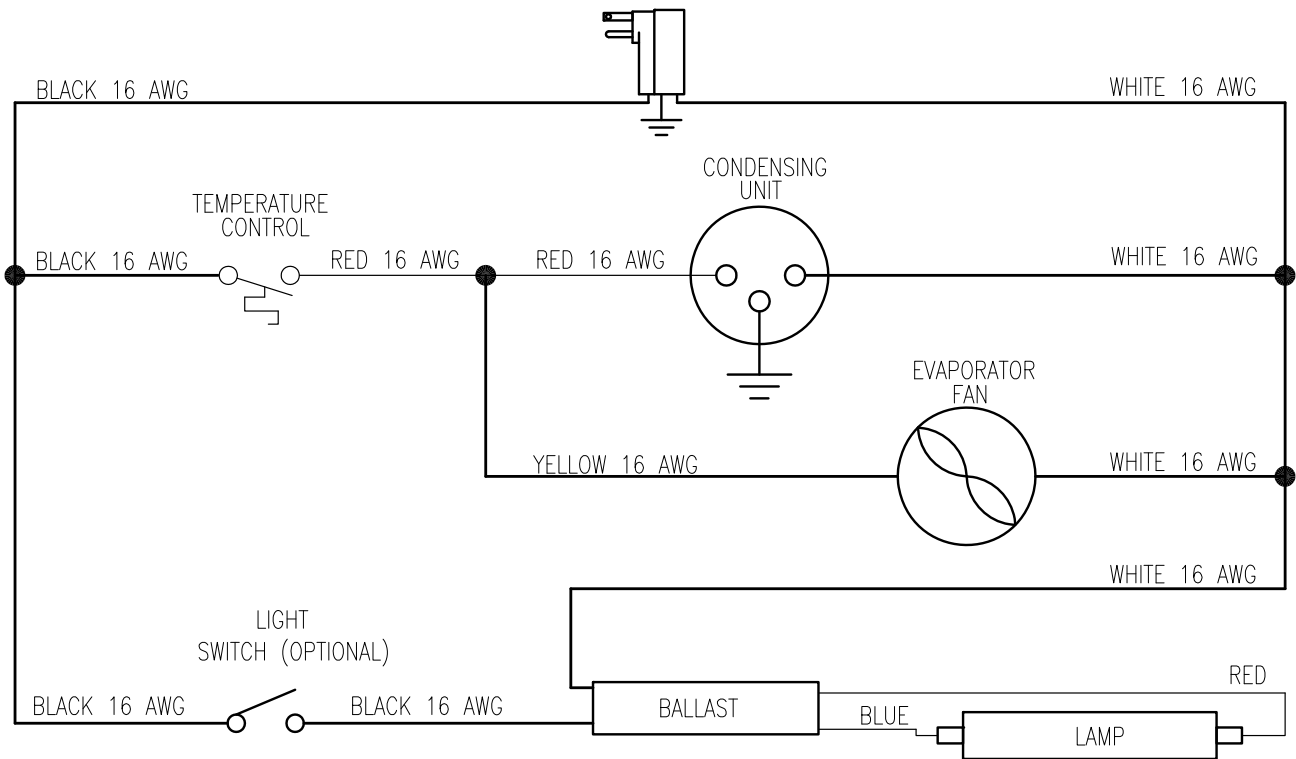 BLACK 16 AWG
WHITE 16 AWG
CONDENSING
UNIT
TEMPERATURE
CONTROL
BLACK 16 AWG
RED 16 AWG
RED 16 AWG
WHITE 16 AWG
EVAPORATOR
FAN
YELLOW 16 AWG
WHITE 16 AWG
WHITE 16 AWG
LIGHT
SWITCH (OPTIONAL)
BLACK 16 AWG
BLACK 16 AWG
BALLAST
RED
BLUE
LAMP